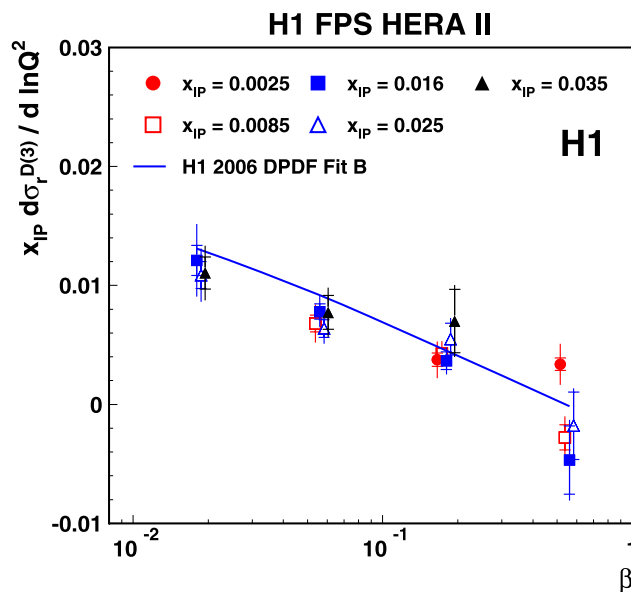 H1 FPS HERA II
x_IP dσ_r^D(3) / d lnQ^2
0.03
x_IP = 0.0025 x_IP = 0.016 x_IP = 0.035
x_IP = 0.0085 x_IP = 0.025
H1
H1 2006 DPDF Fit B
0.02
0.01
0
-0.01
10^-2 10^-1 1
β